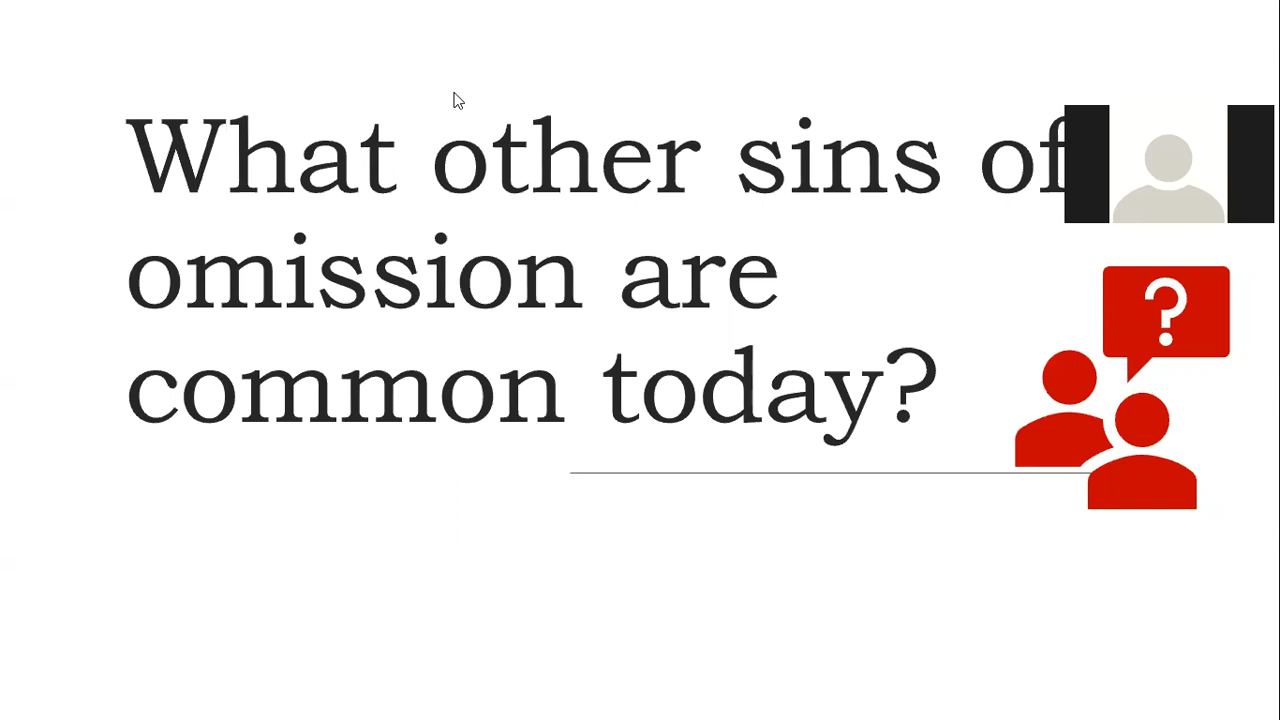 What other sins of
omission are
common today?
?